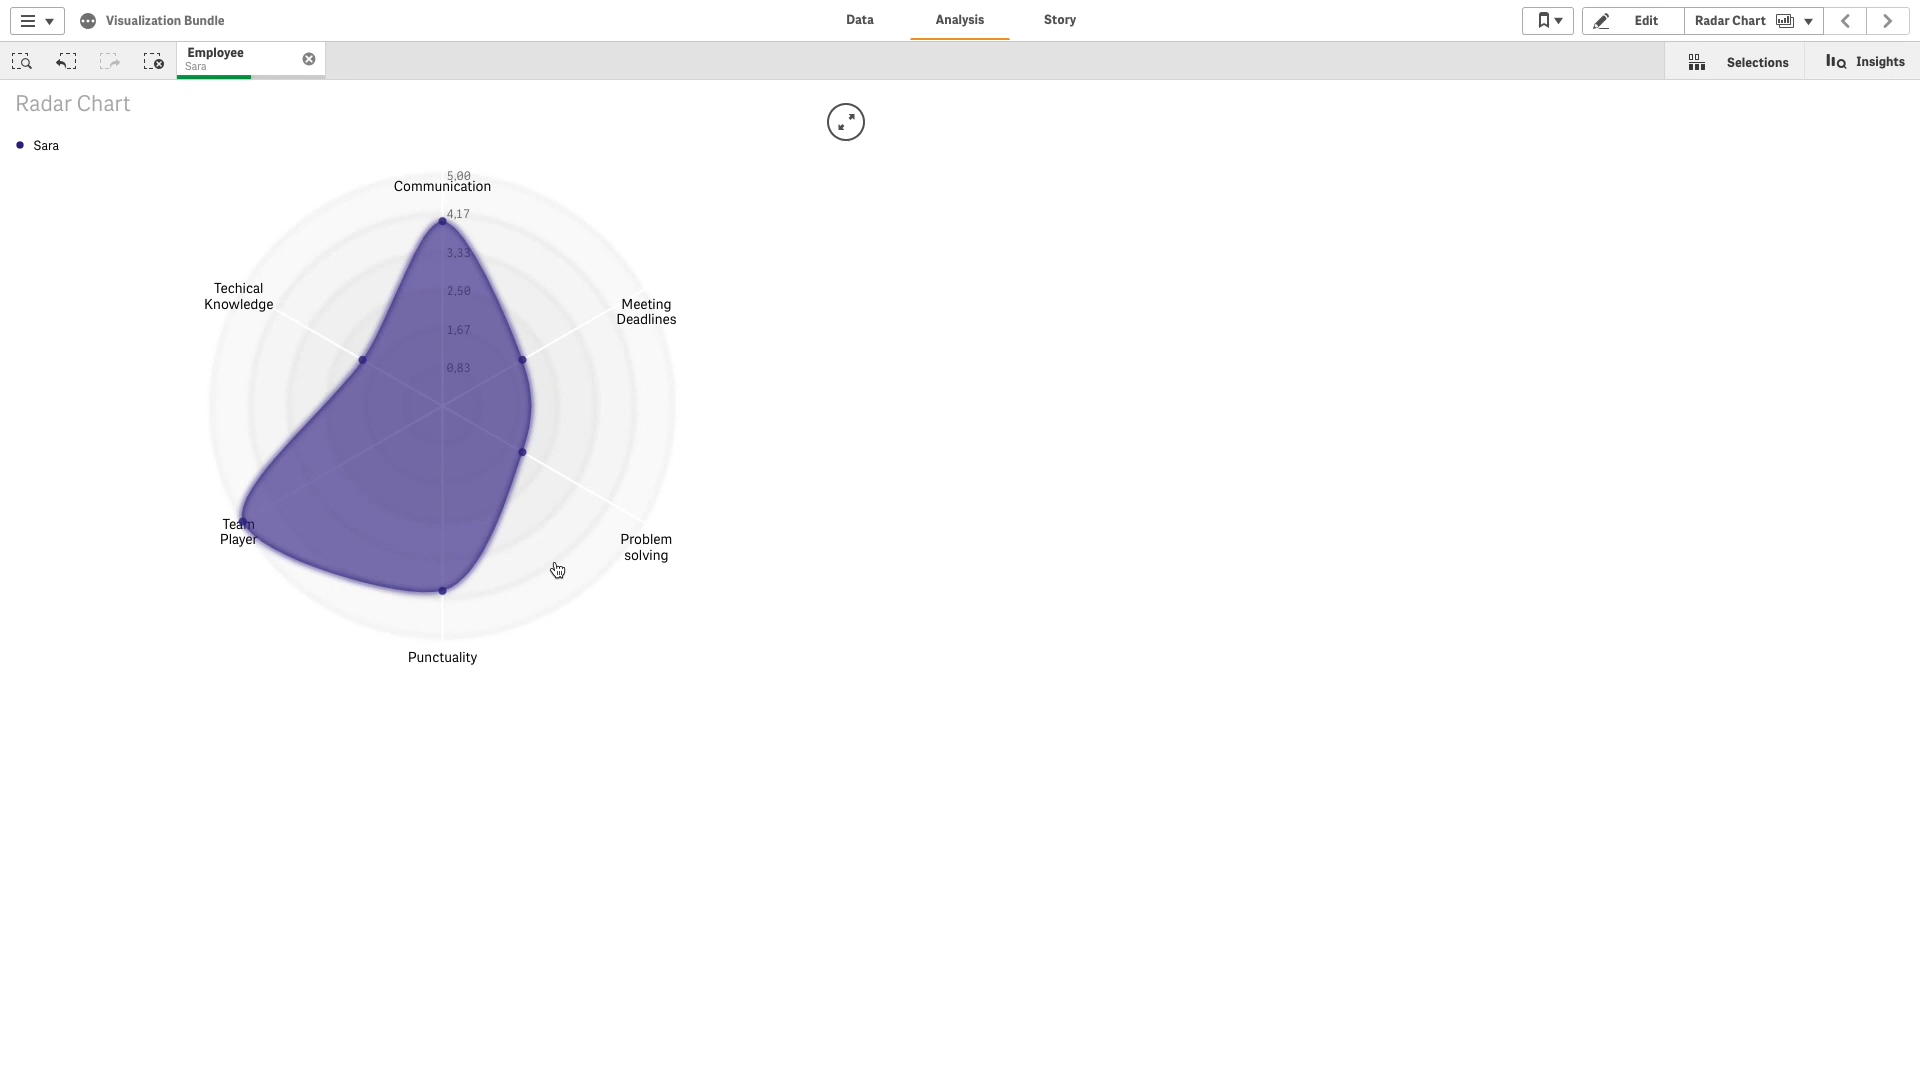 Visualization Bundle
Data
Analysis
Story
Edit
Radar Chart
Employee
Sara
Selections
Insights
Radar Chart
Sara
5,00
Communication
4,17
3,33
2,50
1,67
0,83
Techical
Knowledge
Meeting
Deadlines
Team
Player
Problem
solving
Punctuality